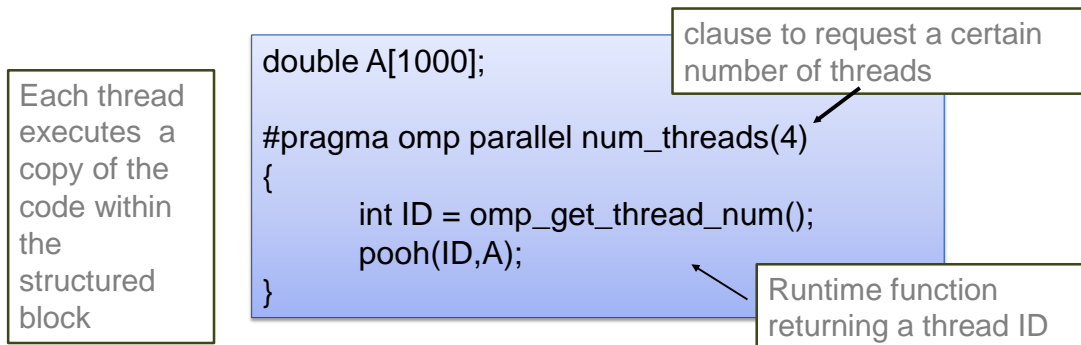 Each thread
executes a
copy of the
code within
the
structured
block
double A[1000];
#pragma omp parallel num_threads(4)
{
int ID = omp_get_thread_num();
pooh(ID,A);
}
clause to request a certain
number of threads
Runtime function
returning a thread ID